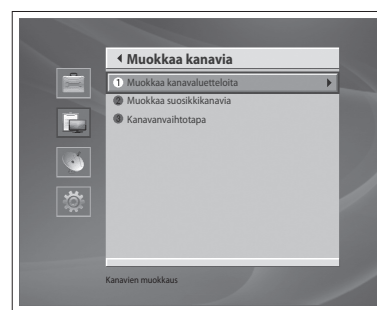 Muokkaa kanavia
1 Muokkaa kanavaluetteloita
2 Muokkaa suosikkikanavia
3 Kanavanvaihtotapa
Kanavien muokkaus